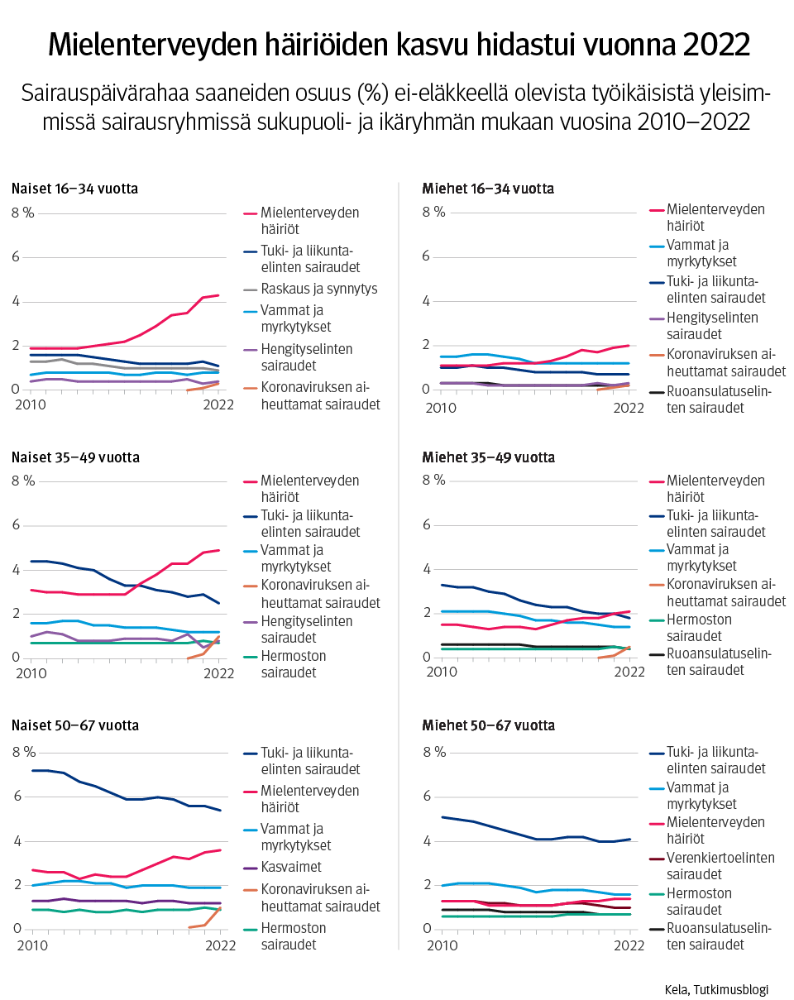 Mielenterveyden häiriöiden kasvu hidastui vuonna 2022
Sairauspäivärahaa saaneiden osuus (%) ei-eläkkeellä olevista työikäisistä yleisim-
missä sairausryhmissä sukupuoli- ja ikäryhmän mukaan vuosina 2010–2022
Naiset 16–34 vuotta
8 %
6
4
2
0
2010
2022
Mielenterveyden
häiriöt
Tuki- ja liikunta-
elinten sairaudet
Raskaus ja synnytys
Vammat ja
myrkytykset
Hengityselinten
sairaudet
Koronaviruksen ai-
heuttamat sairaudet
Miehet 16–34 vuotta
8 %
6
4
2
0
2010
2022
Mielenterveyden
häiriöt
Vammat ja
myrkytykset
Tuki- ja liikunta-
elinten sairaudet
Hengityselinten
sairaudet
Koronaviruksen ai-
heuttamat sairaudet
Ruoansulatuselin-
ten sairaudet
Naiset 35–49 vuotta
8 %
6
4
2
0
2010
2022
Mielenterveyden
häiriöt
Tuki- ja liikunta-
elinten sairaudet
Vammat ja
myrkytykset
Koronaviruksen ai-
heuttamat sairaudet
Hengityselinten
sairaudet
Hermoston
sairaudet
Miehet 35–49 vuotta
8 %
6
4
2
0
2010
2022
Mielenterveyden
häiriöt
Tuki- ja liikunta-
elinten sairaudet
Vammat ja
myrkytykset
Koronaviruksen ai-
heuttamat sairaudet
Hermoston
sairaudet
Ruoansulatuselin-
ten sairaudet
Naiset 50–67 vuotta
8 %
6
4
2
0
2010
2022
Tuki- ja liikunta-
elinten sairaudet
Mielenterveyden
häiriöt
Vammat ja
myrkytykset
Kasvaimet
Koronaviruksen ai-
heuttamat sairaudet
Hermoston
sairaudet
Miehet 50–67 vuotta
8 %
6
4
2
0
2010
2022
Tuki- ja liikunta-
elinten sairaudet
Vammat ja
myrkytykset
Mielenterveyden
häiriöt
Verenkiertoelinten
sairaudet
Hermoston
sairaudet
Ruoansulatuselin-
ten sairaudet
Kela, Tutkimusblogi